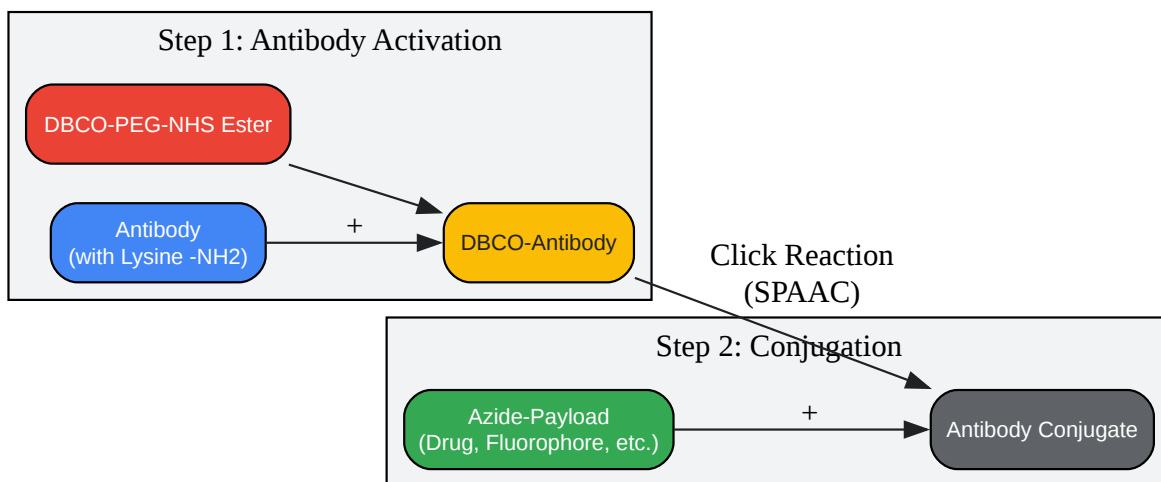 Step 1: Antibody Activation
DBCO-PEG-NHS Ester
Antibody
(with Lysine -NH2)
+
DBCO-Antibody
Click Reaction
(SPAAC)
Step 2: Conjugation
Azide-Payload
(Drug, Fluorophore, etc.)
+
Antibody Conjugate